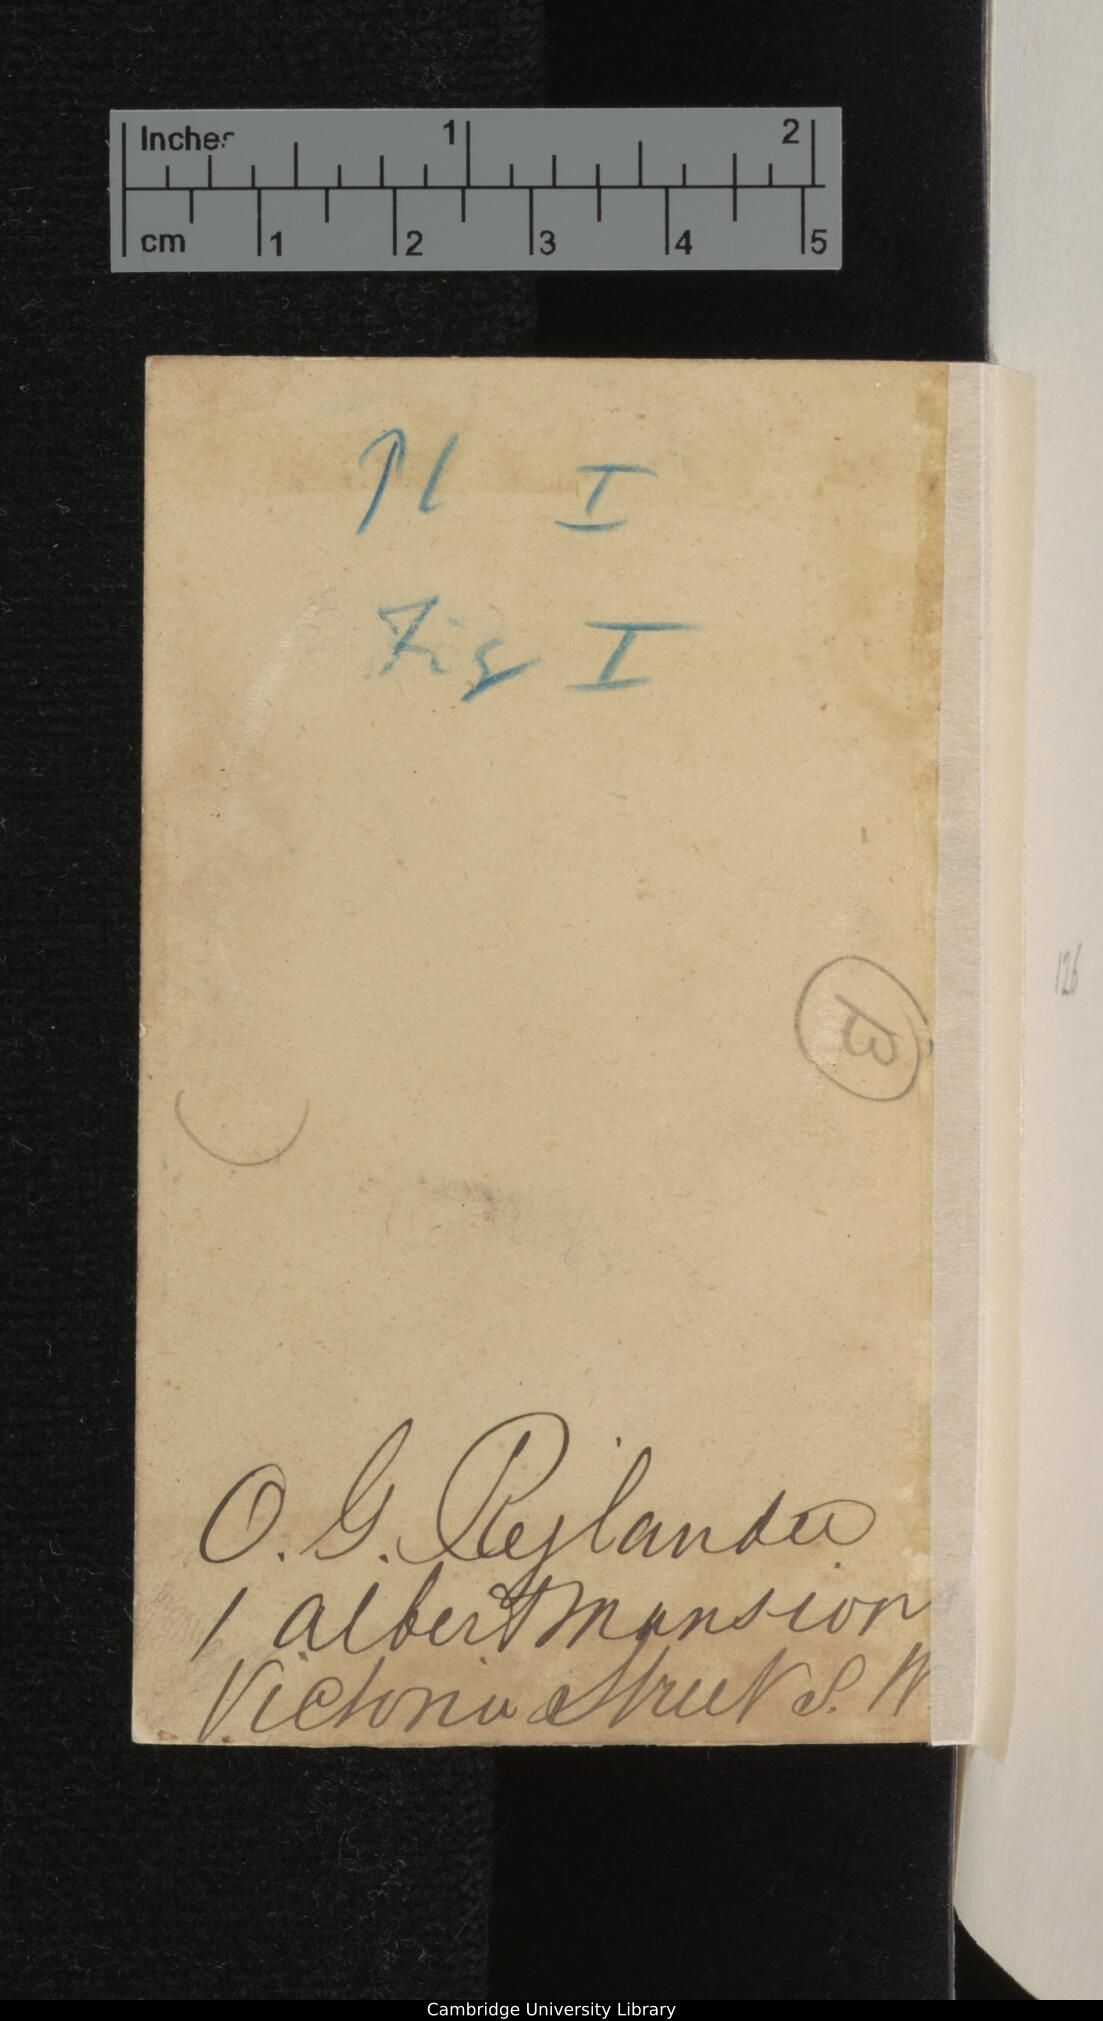 Inches 1 2
cm 1 2 3 4 5
Pl I
Fig I
B
126
O. G. Rejlander
1 Albert Mansion
Victoria Street S. W.
Cambridge University Library